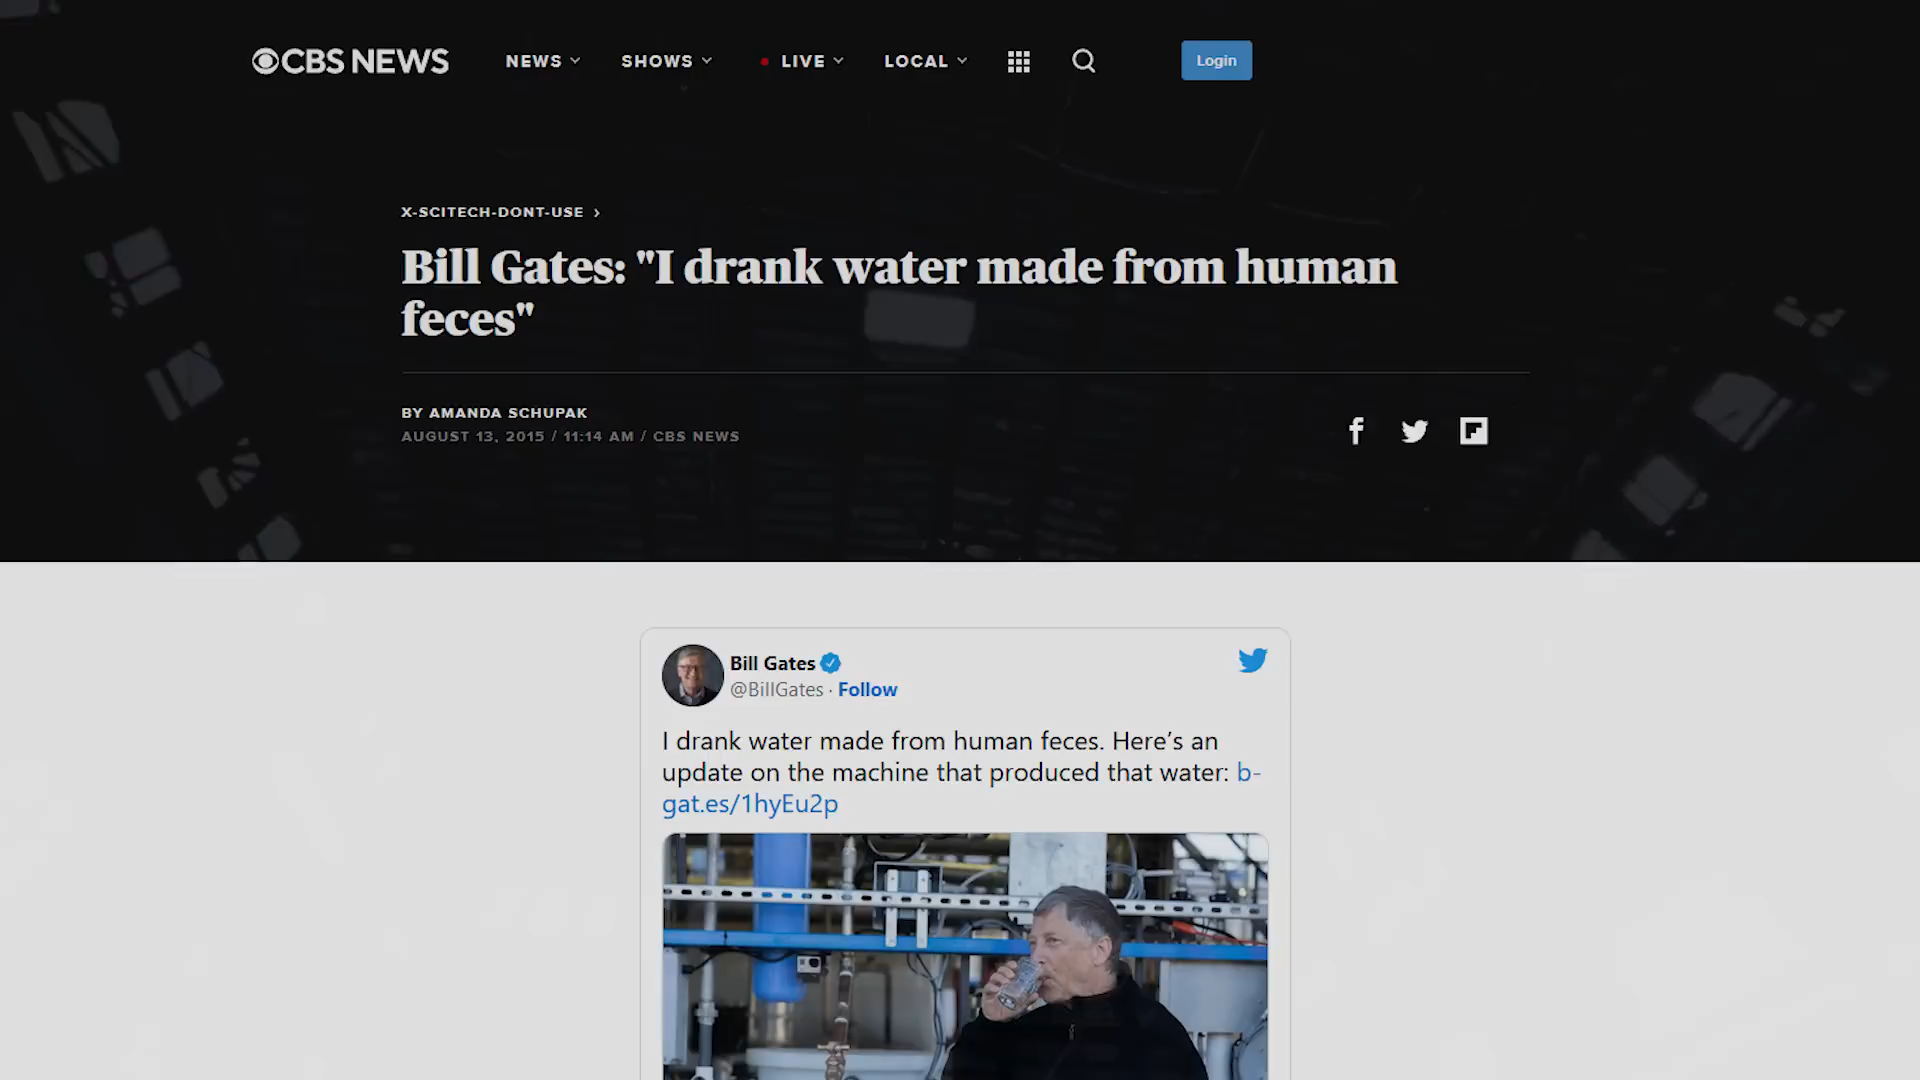 CBS NEWS
NEWS
SHOWS
LIVE
LOCAL
Login
X-SCITECH-DONT-USE
Bill Gates: "I drank water made from human
feces"
BY AMANDA SCHUPAK
AUGUST 13, 2015 / 11:14 AM / CBS NEWS
Bill Gates
@BillGates · Follow
I drank water made from human feces. Here’s an
update on the machine that produced that water: b-
gat.es/1hyEu2p